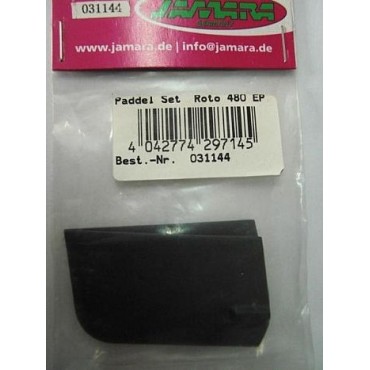 031144
JAMARA
www.jamara.de | info@jamara.de
Paddel Set Roto 480 EP
4 042774 297145
Best.-Nr. 031144